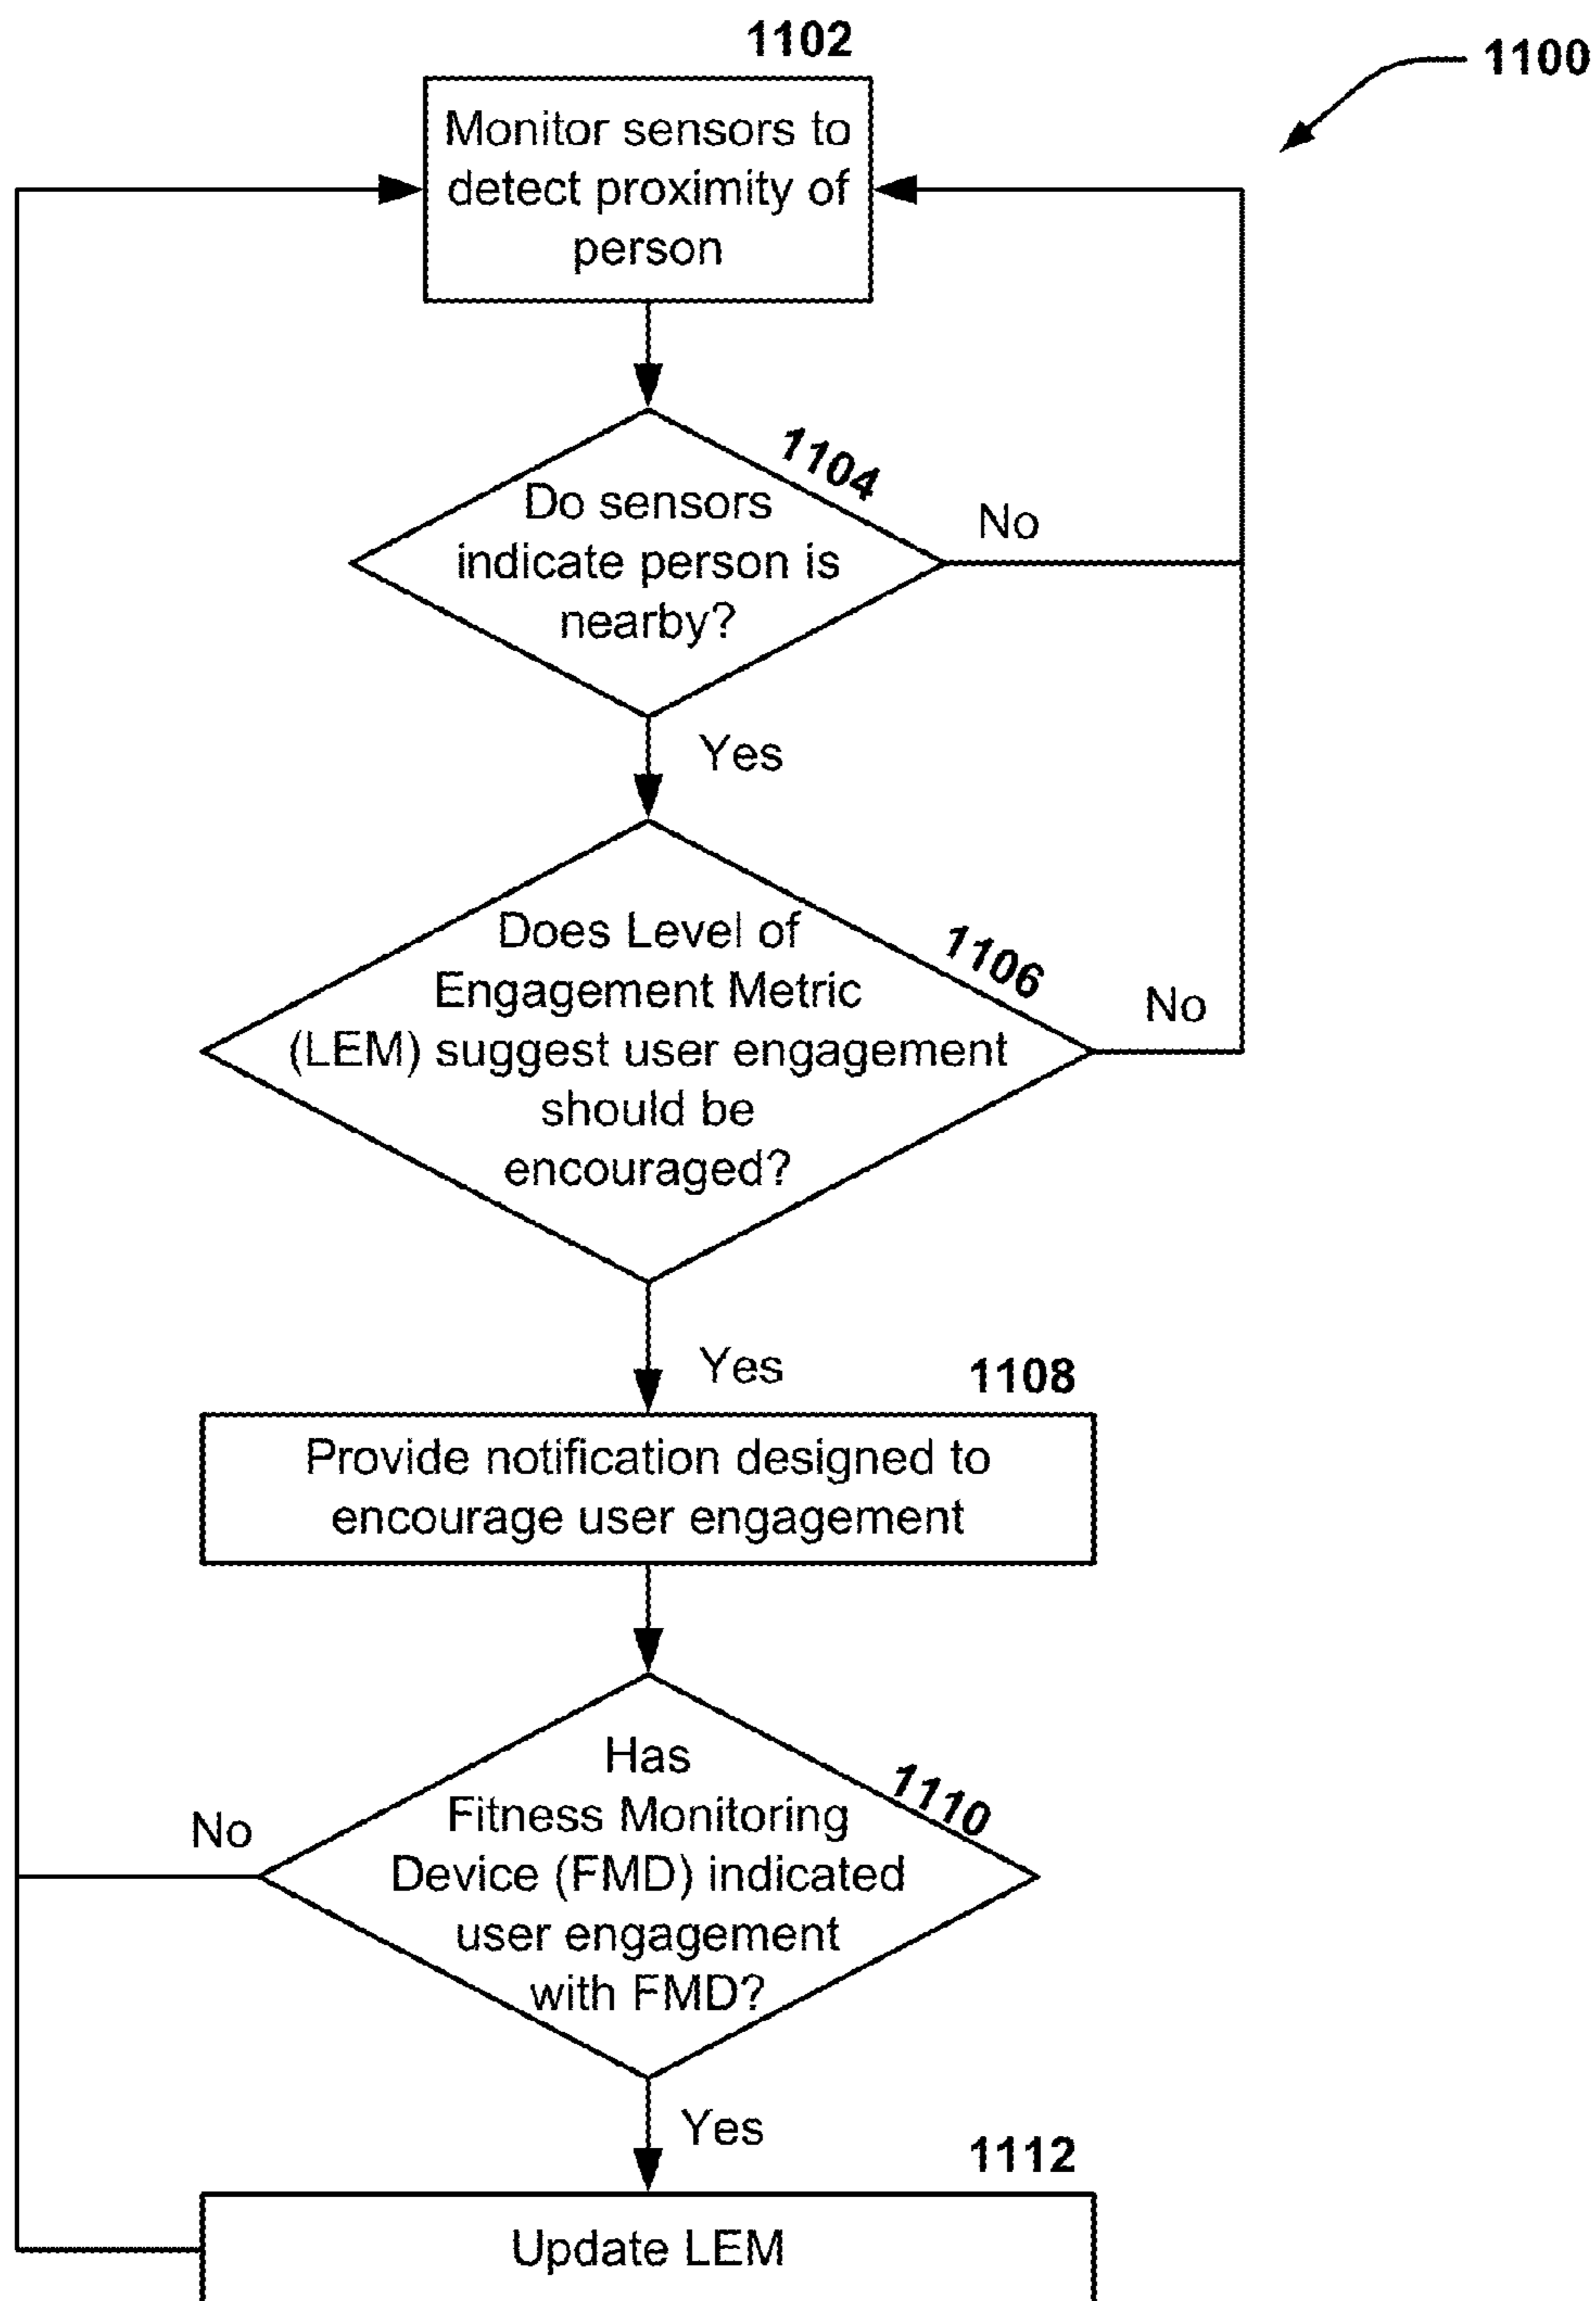 1102
1100
Monitor sensors to
detect proximity of
person
1104
Do sensors
indicate person is
nearby?
No
Yes
1106
Does Level of
Engagement Metric
(LEM) suggest user engagement
should be
encouraged?
No
Yes
1108
Provide notification designed to
encourage user engagement
1110
Has
Fitness Monitoring
Device (FMD) indicated
user engagement
with FMD?
No
Yes
1112
Update LEM